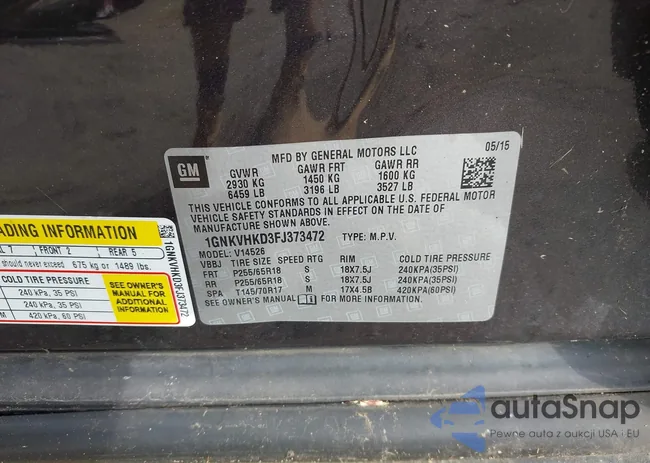 MFD BY GENERAL MOTORS LLC
05/15
GM
GVWR GAWR FRT GAWR RR
2930 KG 1450 KG 1600 KG
6459 LB 3196 LB 3527 LB
THIS VEHICLE CONFORMS TO ALL APPLICABLE U.S. FEDERAL MOTOR
VEHICLE SAFETY STANDARDS IN EFFECT ON THE DATE OF
MANUFACTURE SHOWN ABOVE.
1GNKVHKD3FJ373472 TYPE: M.P.V.
MODEL: V14526
VBBJ TIRE SIZE SPEED RTG RIM COLD TIRE PRESSURE
FRT P255/65R18 S 18X7.5J 240KPA(35PSI)
RR P255/65R18 S 18X7.5J 240KPA(35PSI)
SPA T145/70R17 M 17X4.5B 420KPA(60PSI)
SEE OWNER'S MANUAL FOR MORE INFORMATION.
ADING INFORMATION
L 7 FRONT 2 REAR 5
should never exceed 675 kg or 1489 lbs.
COLD TIRE PRESSURE
240 kPa, 35 PSI
240 kPa, 35 PSI
M 420 kPa, 60 PSI
SEE OWNER'S
MANUAL FOR
ADDITIONAL
INFORMATION
1GNKVHKD3FJ373472
autoSnap
Pewne auta z aukcji USA · EU